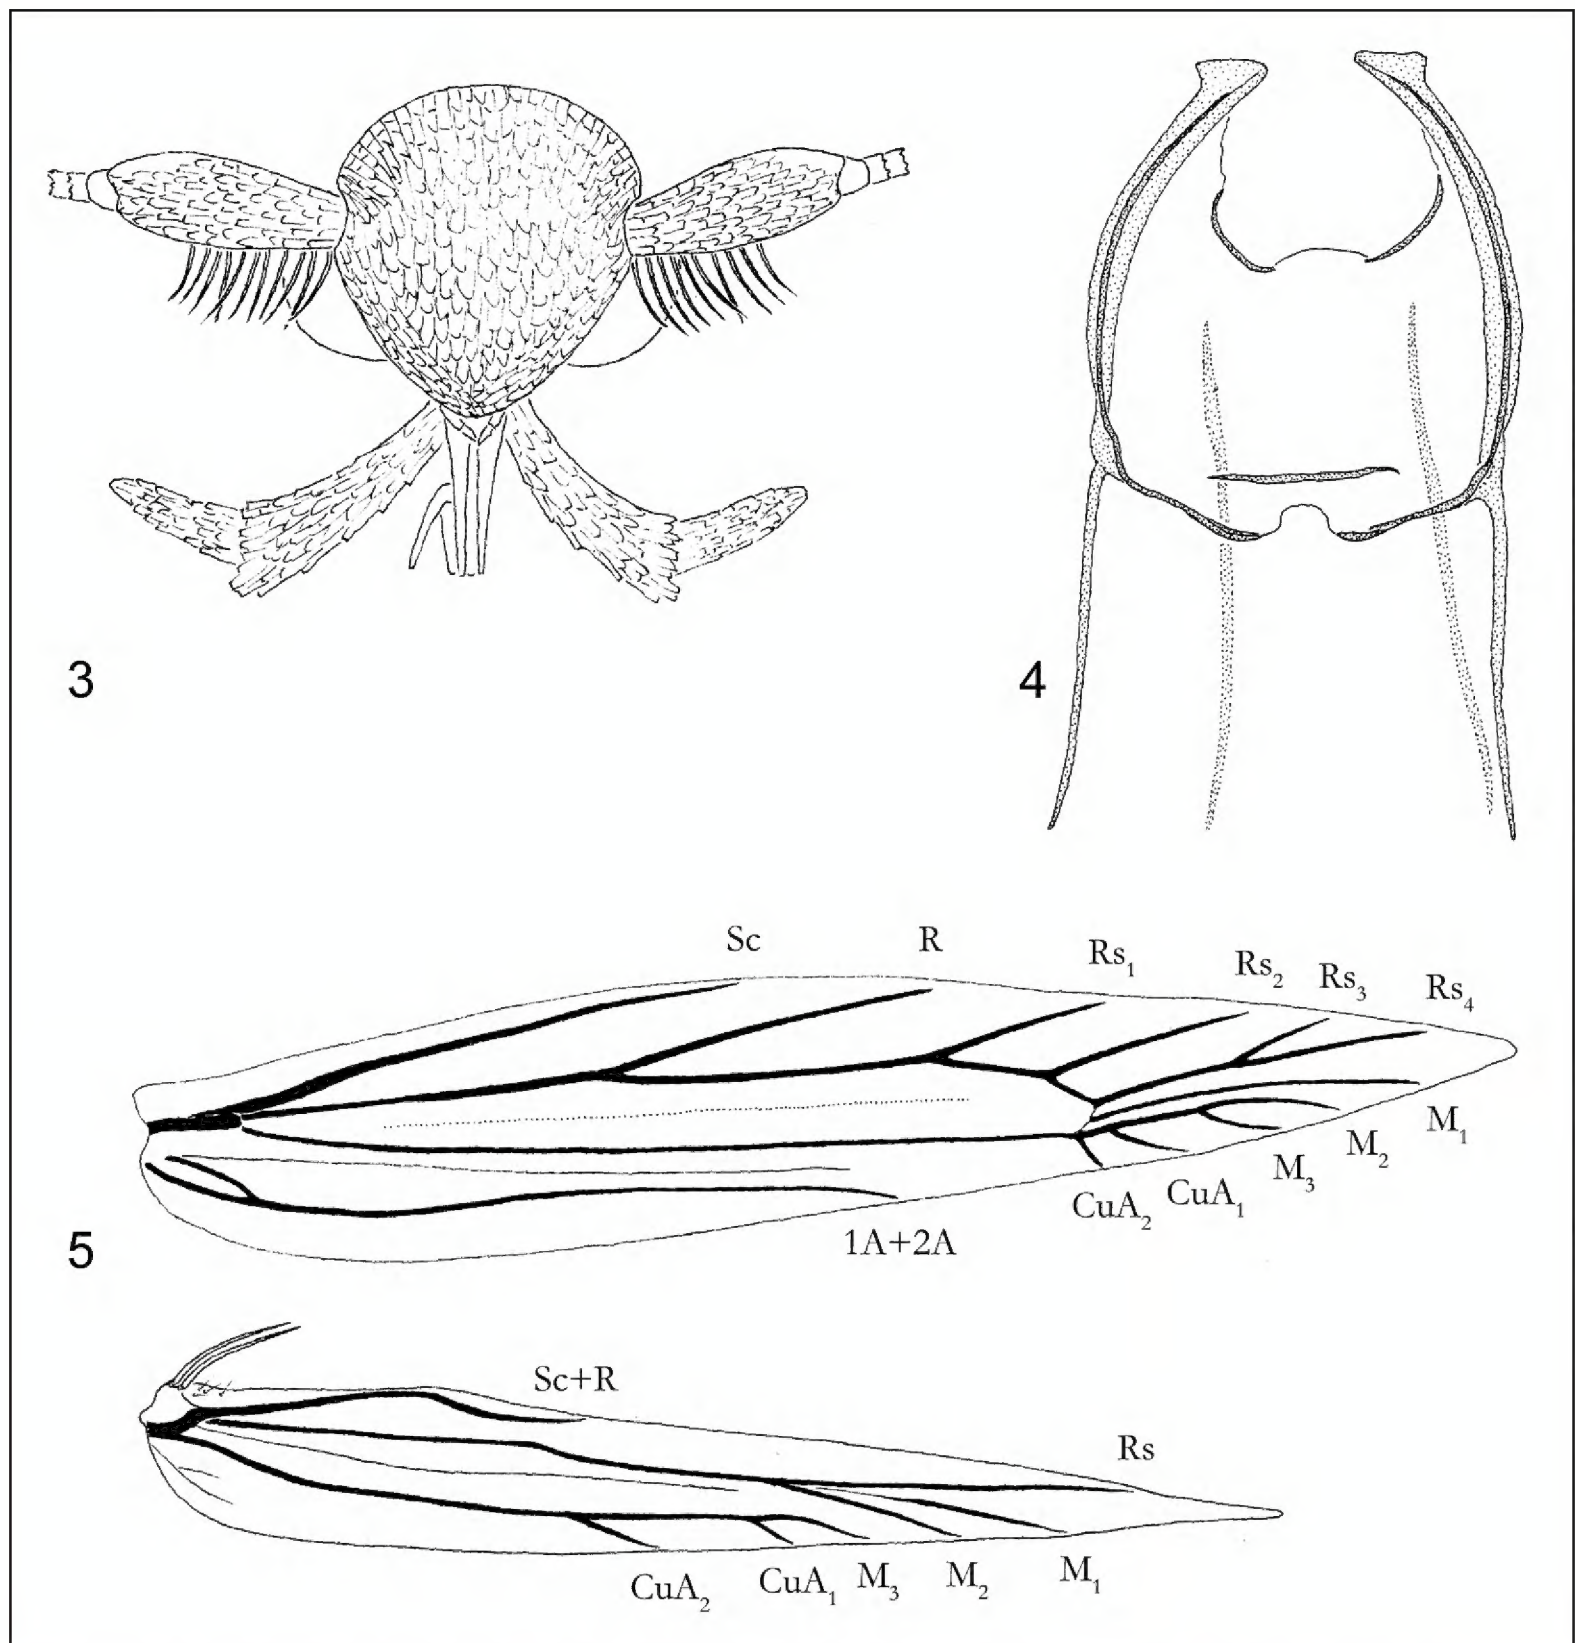 3
4
Sc R Rs₁ Rs₂ Rs₃ Rs₄
M₁
M₂
M₃
CuA₁
CuA₂
1A+2A
5
Sc+R
Rs
CuA₂ CuA₁ M₃ M₂ M₁